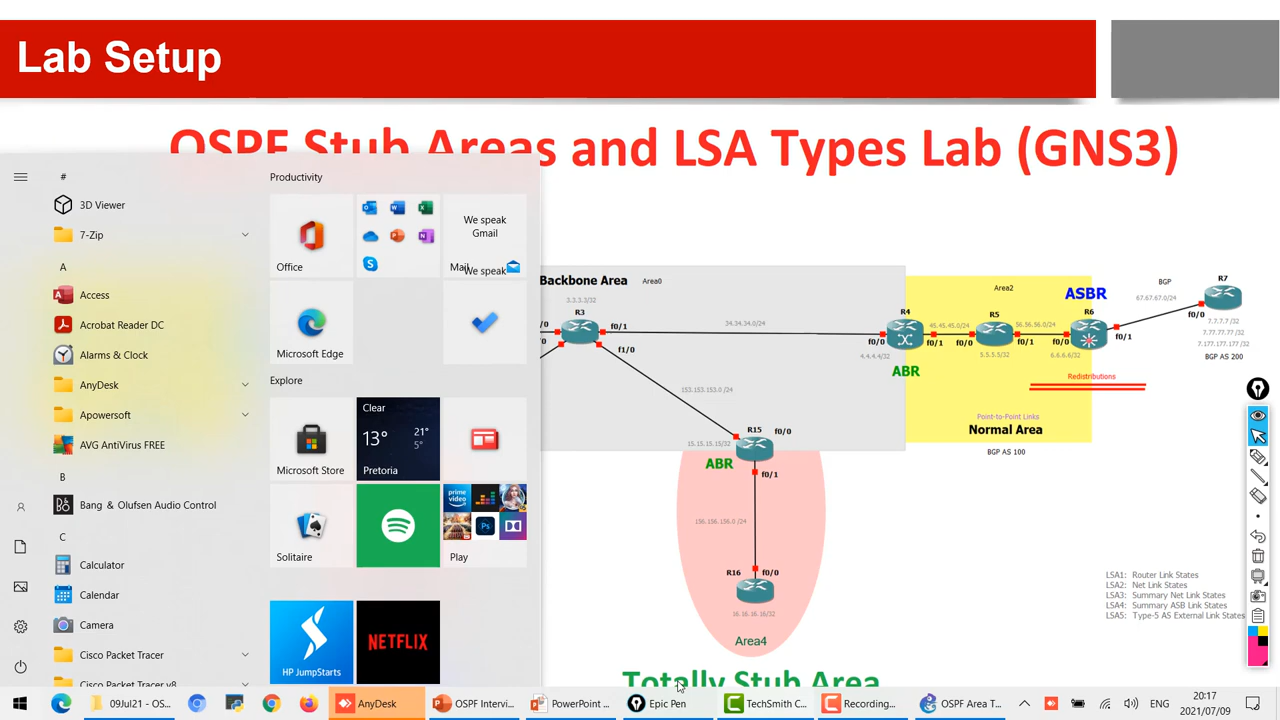 Lab Setup
OSPF Stub Areas and LSA Types Lab (GNS3)
#
3D Viewer
7-Zip
A
Access
Acrobat Reader DC
Alarms & Clock
AnyDesk
Apowersoft
AVG AntiVirus FREE
B
Bang & Olufsen Audio Control
C
Calculator
Calendar
Camera
Cisco Packet Tracer
Cisco Packet Tracer v8
Productivity
Office
We speak
Gmail
Mail
We speak
Microsoft Edge
Explore
Microsoft Store
Clear
13°
21°
5°
Pretoria
prime video
Solitaire
Play
HP JumpStarts
NETFLIX
Backbone Area
Area0
3.3.3.3/32
R3
f0/1
f1/0
/0
/0
34.34.34.0/24
153.153.153.0 /24
R4
f0/0
f0/1
4.4.4.4/32
ABR
Area2
45.45.45.0/24
R5
f0/0
f0/1
5.5.5.5/32
56.56.56.0/24
ASBR
R6
f0/0
f0/1
6.6.6.6/32
BGP
67.67.67.0/24
R7
f0/0
7.7.7.7 /32
7.77.77.77 /32
7.177.177.177 /32
BGP AS 200
Redistributions
Point-to-Point Links
Normal Area
BGP AS 100
R15
f0/0
15.15.15.15/32
ABR
f0/1
156.156.156.0 /24
R16
f0/0
16.16.16.16/32
Area4
Totally Stub Area
LSA1: Router Link States
LSA2: Net Link States
LSA3: Summary Net Link States
LSA4: Summary ASB Link States
LSA5: Type-5 AS External Link States
09Jul21 - OS...
AnyDesk
OSPF Intervi...
PowerPoint ...
Epic Pen
TechSmith C...
Recording...
OSPF Area T...
ENG
20:17
2021/07/09